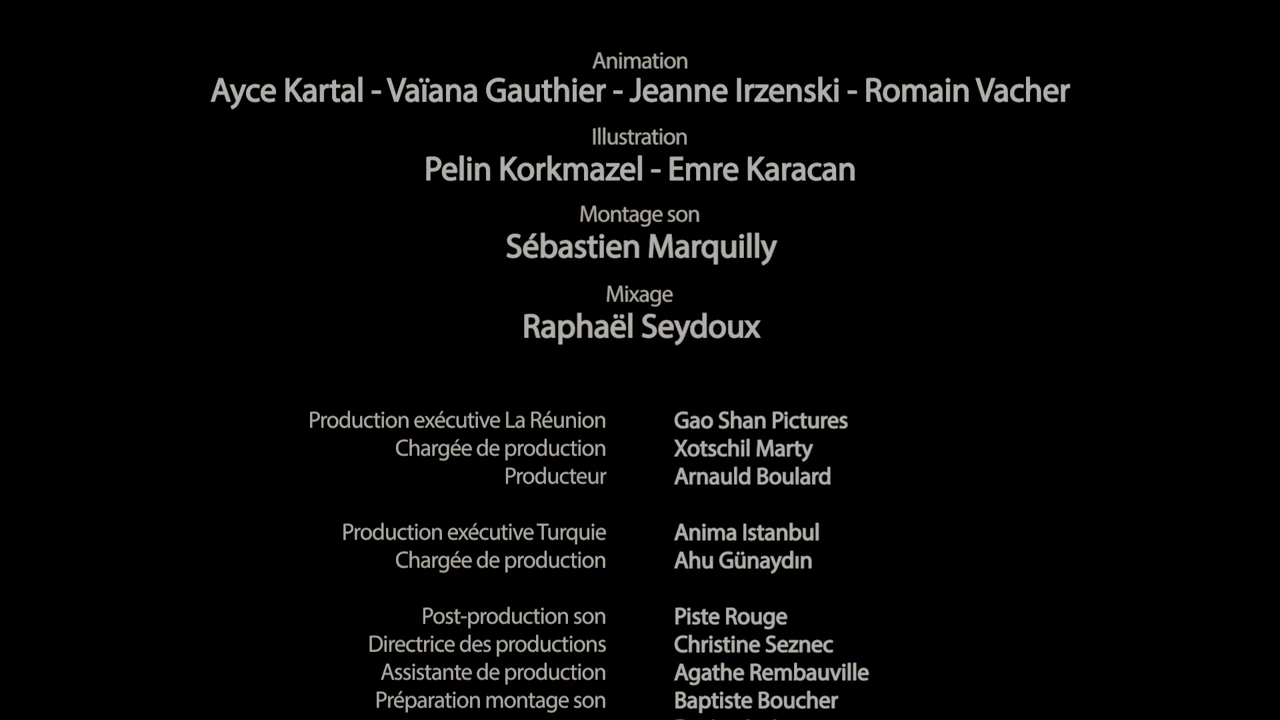 Animation
Ayce Kartal - Vaïana Gauthier - Jeanne Irzenski - Romain Vacher
Illustration
Pelin Korkmazel - Emre Karacan
Montage son
Sébastien Marquilly
Mixage
Raphaël Seydoux
Production exécutive La Réunion Gao Shan Pictures
Chargée de production Xotschil Marty
Producteur Arnauld Boulard
Production exécutive Turquie Anima Istanbul
Chargée de production Ahu Günaydın
Post-production son Piste Rouge
Directrice des productions Christine Seznec
Assistante de production Agathe Rembauville
Préparation montage son Baptiste Boucher